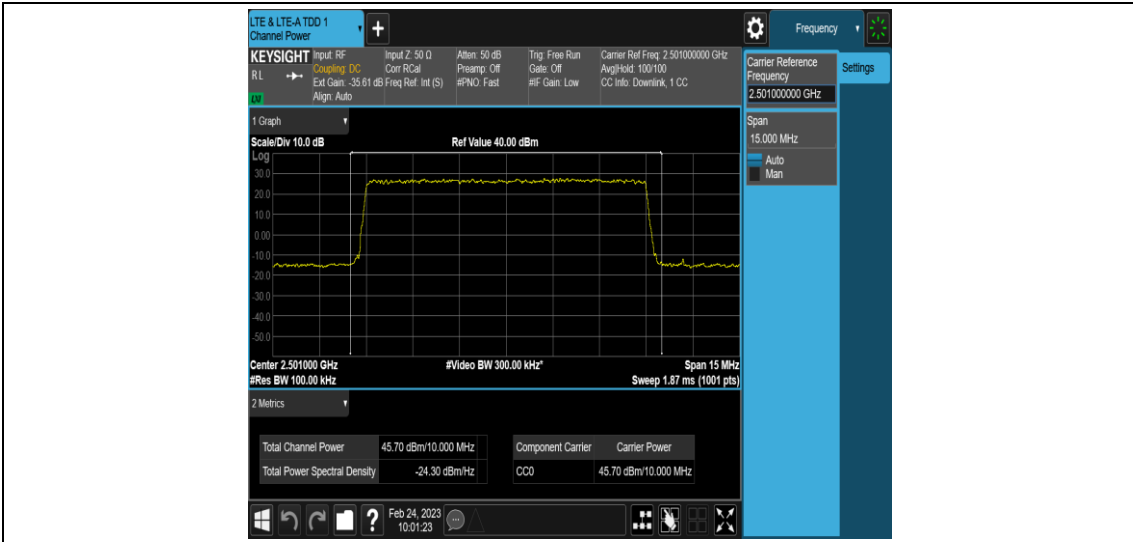 LTE & LTE-A TDD 1
Channel Power
Frequency
KEYSIGHT
R L
LM
Input: RF
Coupling: DC
Ext Gain: -35.61 dB
Align: Auto
Input Z: 50 Ω
Corr RCal
Freq Ref: Int (S)
Atten: 50 dB
Preamp: Off
#PNO: Fast
Trig: Free Run
Gate: Off
#IF Gain: Low
Carrier Ref Freq: 2.501000000 GHz
Avg|Hold: 100/100
CC Info: Downlink, 1 CC
Carrier Reference
Frequency
2.501000000 GHz
Settings
Span
15.000 MHz
Auto
Man
1 Graph
Scale/Div 10.0 dB
Ref Value 40.00 dBm
Log
30.0
20.0
10.0
0.00
-10.0
-20.0
-30.0
-40.0
-50.0
Center 2.501000 GHz
#Video BW 300.00 kHz*
Span 15 MHz
#Res BW 100.00 kHz
Sweep 1.87 ms (1001 pts)
2 Metrics
Total Channel Power 45.70 dBm/10.000 MHz
Total Power Spectral Density -24.30 dBm/Hz
Component Carrier Carrier Power
CC0 45.70 dBm/10.000 MHz
Feb 24, 2023
10:01:23